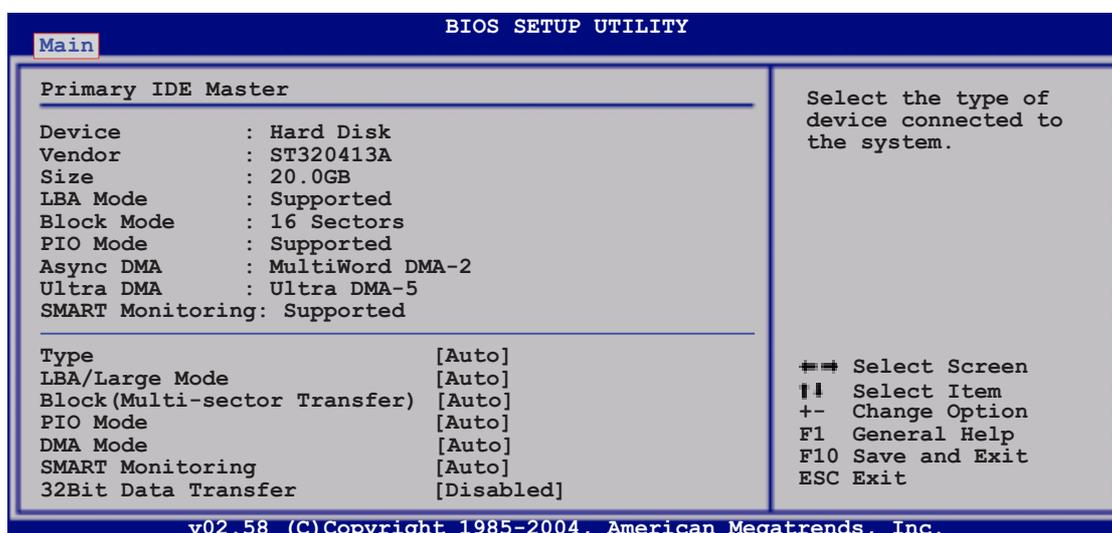 BIOS SETUP UTILITY
Main
Primary IDE Master
Device : Hard Disk
Vendor : ST320413A
Size : 20.0GB
LBA Mode : Supported
Block Mode : 16 Sectors
PIO Mode : Supported
Async DMA : MultiWord DMA-2
Ultra DMA : Ultra DMA-5
SMART Monitoring: Supported
Type [Auto]
LBA/Large Mode [Auto]
Block(Multi-sector Transfer) [Auto]
PIO Mode [Auto]
DMA Mode [Auto]
SMART Monitoring [Auto]
32Bit Data Transfer [Disabled]
Select the type of
device connected to
the system.
←→ Select Screen
↑↓ Select Item
+- Change Option
F1 General Help
F10 Save and Exit
ESC Exit
v02.58 (C)Copyright 1985-2004, American Megatrends, Inc.